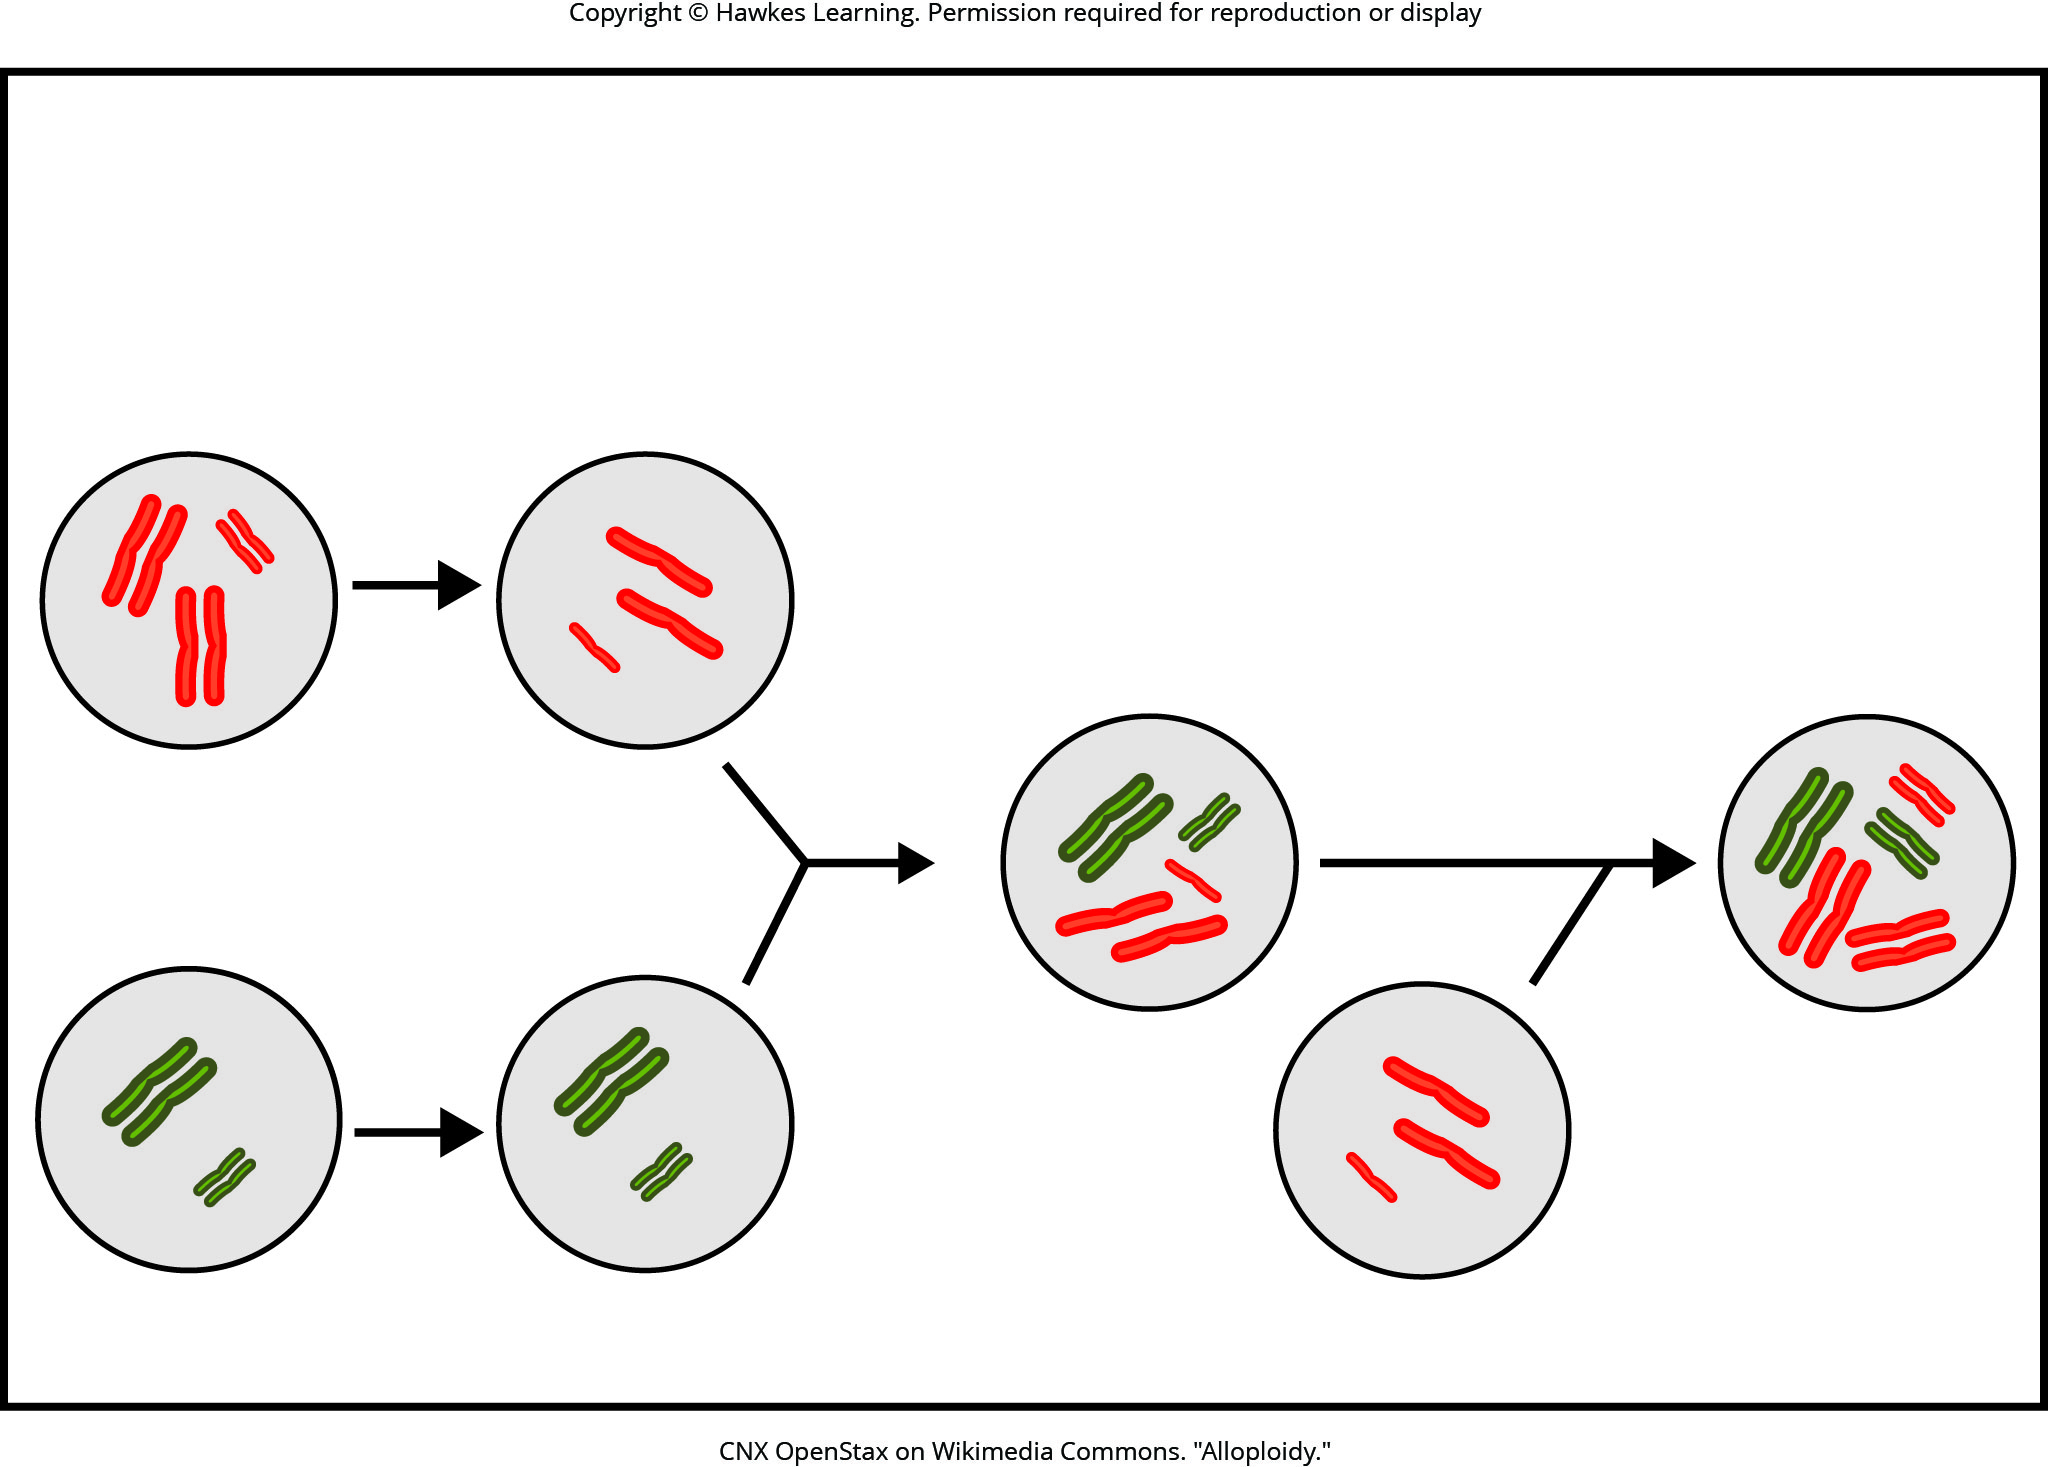 Copyright © Hawkes Learning. Permission required for reproduction or display
CNX OpenStax on Wikimedia Commons. "Alloploidy."